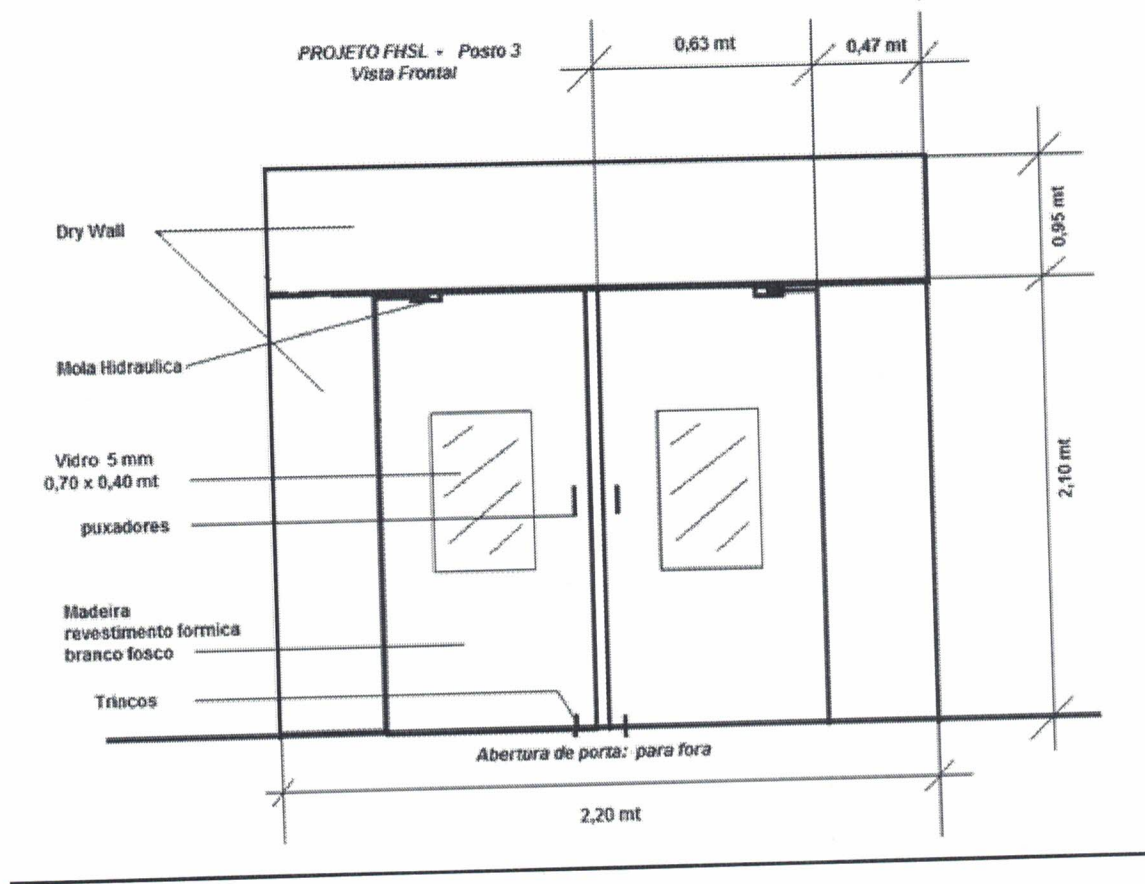 PROJETO FHSL - Posto 3
Vista Frontal
0,63 mt
0,47 mt
0,95 mt
Dry Wall
Mola Hidraulica
Vidro 5 mm
0,70 x 0,40 mt
puxadores
2,10 mt
Madeira
revestimento formica
branco fosco
Trincos
Abertura de porta: para fora
2,20 mt